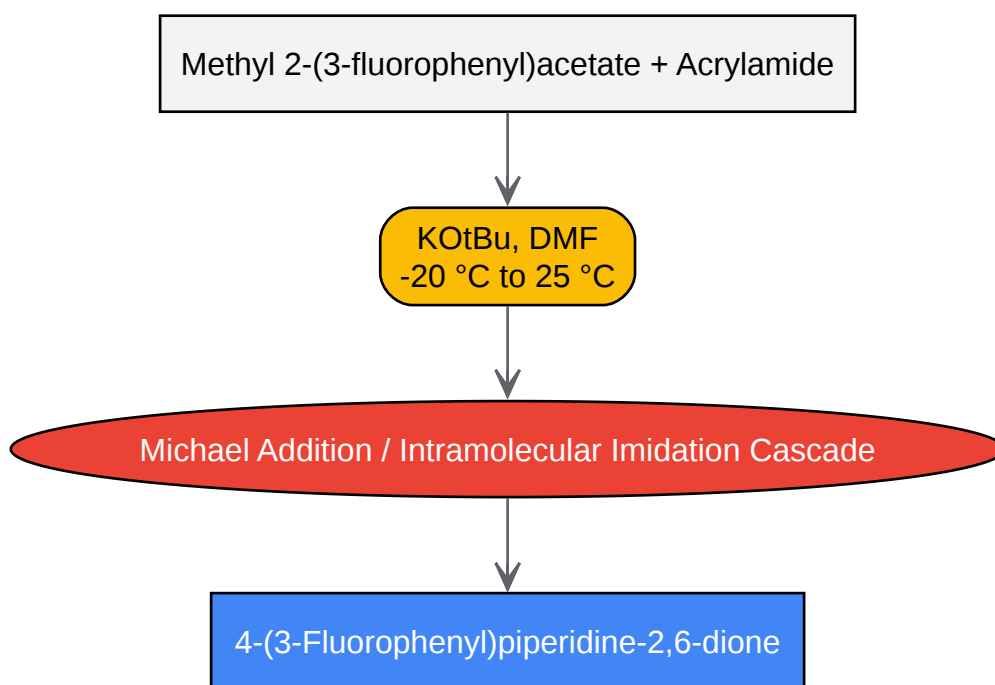 Methyl 2-(3-fluorophenyl)acetate + Acrylamide
KOtBu, DMF
-20 °C to 25 °C
Michael Addition / Intramolecular Imidation Cascade
4-(3-Fluorophenyl)piperidine-2,6-dione